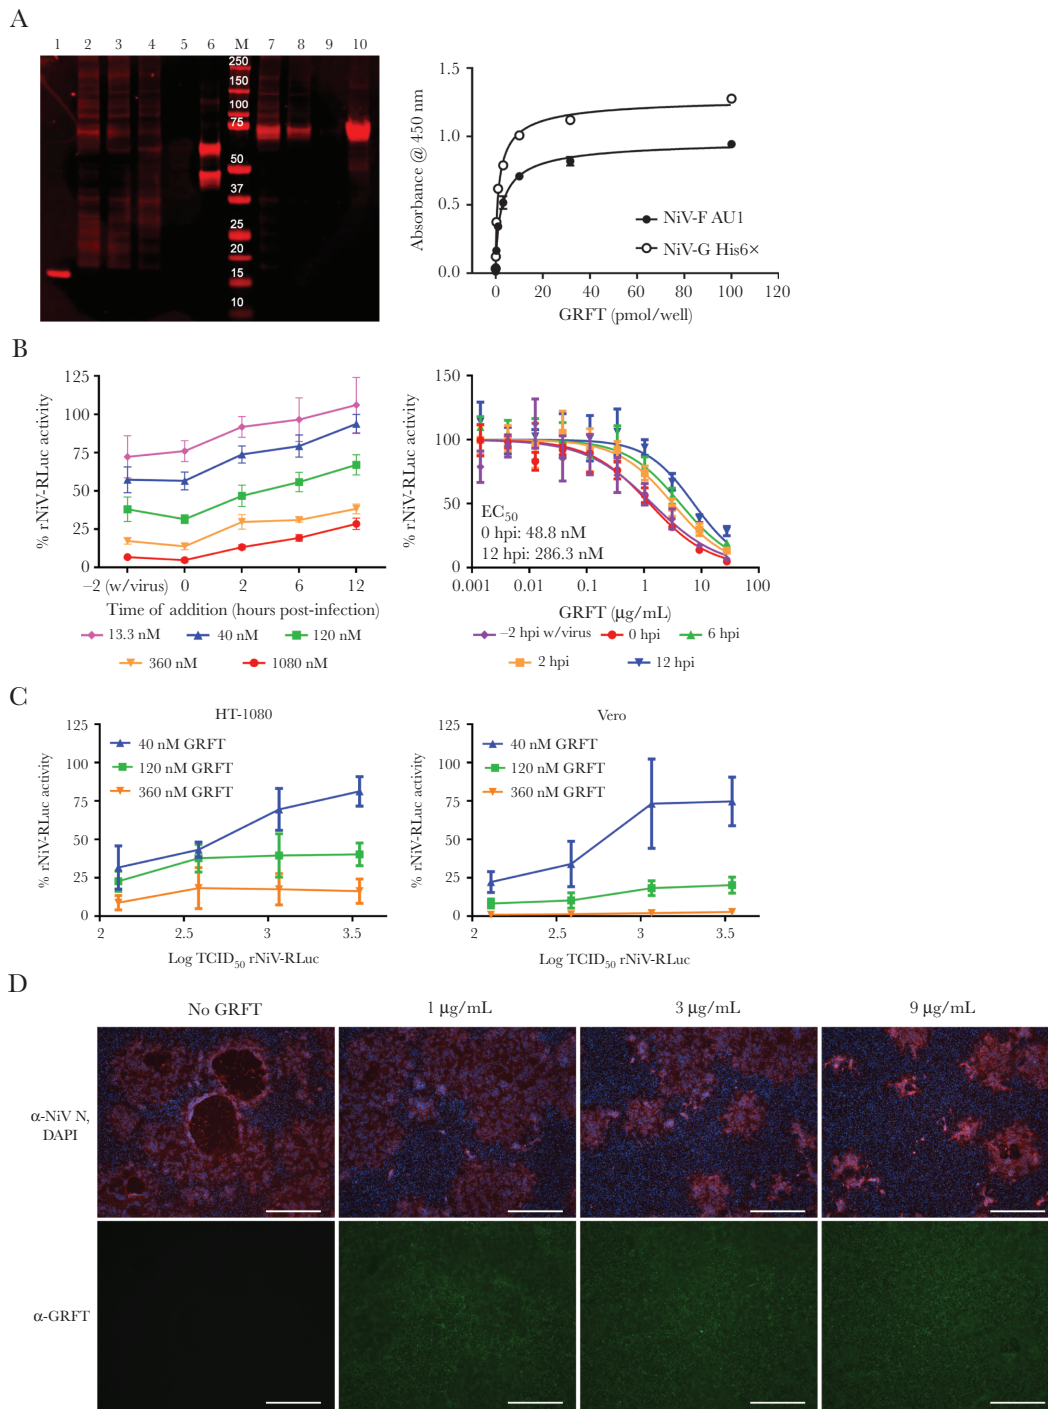 A
1 2 3 4 5 6 M 7 8 9 10
250
150
100
75
50
37
25
20
15
10
1.5
1.0
0.5
0.0
Absorbance @ 450 nm
NiV-F AU1
NiV-G His6×
0 20 40 60 80 100 120
GRFT (pmol/well)
B
125
100
75
50
25
0
% rNiV-RLuc activity
−2 (w/virus) 0 2 6 12
Time of addition (hours post-infection)
13.3 nM 40 nM 120 nM
360 nM 1080 nM
150
100
50
0
% rNiV-RLuc activity
EC50
0 hpi: 48.8 nM
12 hpi: 286.3 nM
0.001 0.01 0.1 1 10 100
GRFT (μg/mL)
−2 hpi w/virus 0 hpi 6 hpi
2 hpi 12 hpi
C
HT-1080
125
100
75
50
25
0
% rNiV-RLuc activity
40 nM GRFT
120 nM GRFT
360 nM GRFT
2 2.5 3 3.5
Log TCID50 rNiV-RLuc
Vero
125
100
75
50
25
0
% rNiV-RLuc activity
40 nM GRFT
120 nM GRFT
360 nM GRFT
2 2.5 3 3.5
Log TCID50 rNiV-RLuc
D
No GRFT 1 μg/mL 3 μg/mL 9 μg/mL
α-NiV N,
DAPI
α-GRFT